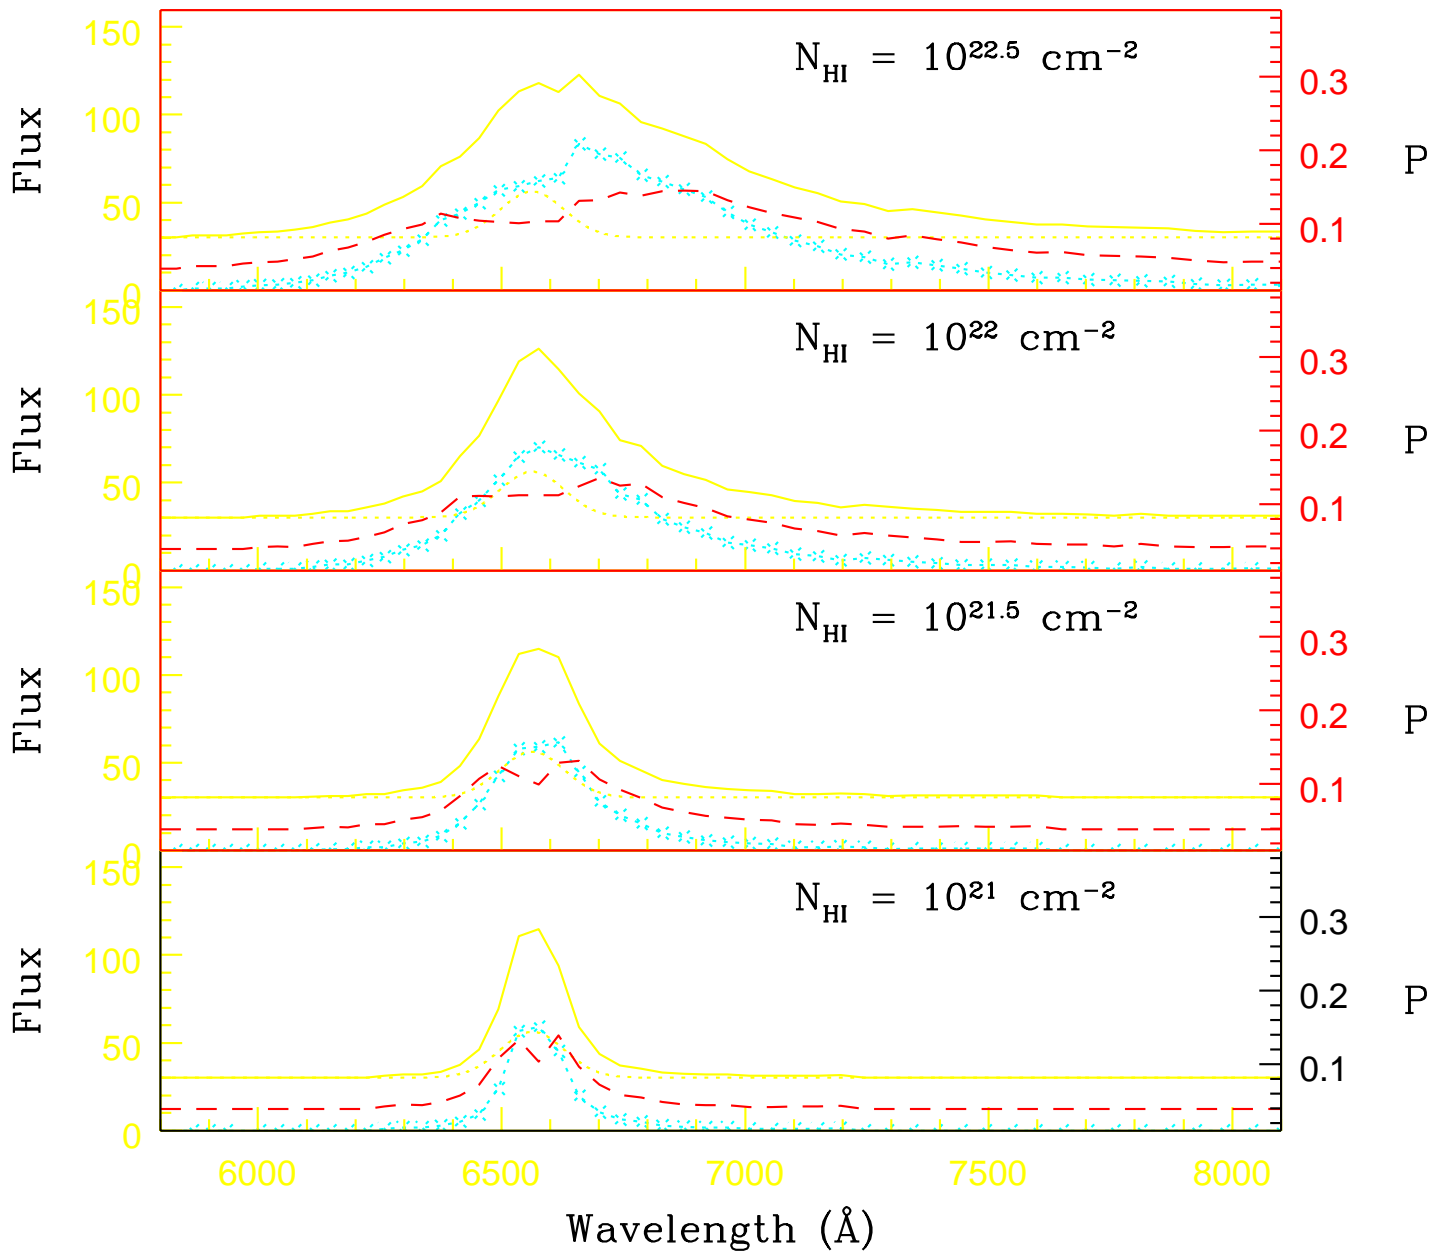 N_HI = 10^22.5 cm^−2
Flux
150
100
50
0
0.3
0.2
0.1
P
N_HI = 10^22 cm^−2
Flux
150
100
50
0
0.3
0.2
0.1
P
N_HI = 10^21.5 cm^−2
Flux
150
100
50
0
0.3
0.2
0.1
P
N_HI = 10^21 cm^−2
Flux
150
100
50
0
0.3
0.2
0.1
P
6000 6500 7000 7500 8000
Wavelength (Å)